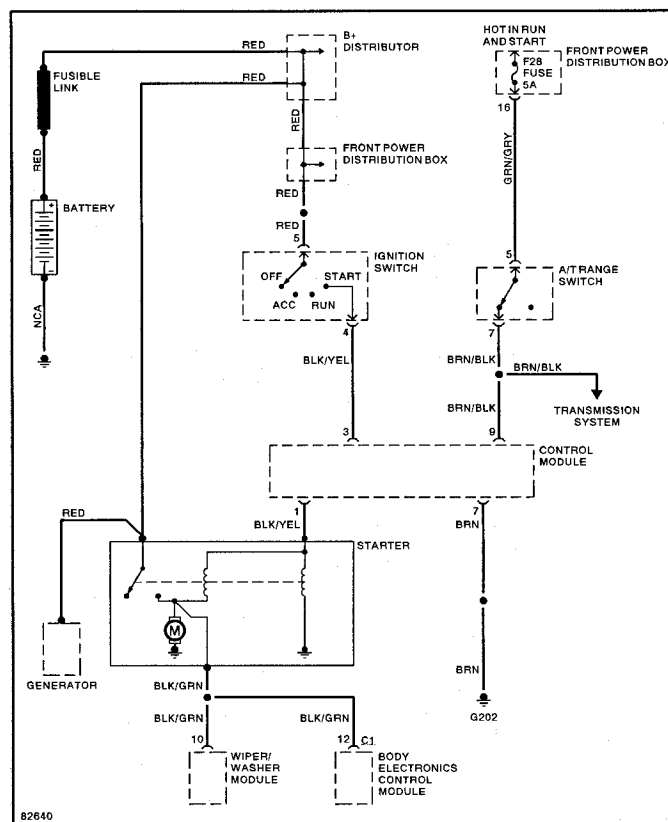 RED
B+
DISTRIBUTOR
HOT IN RUN
AND START
F28
FUSE
5A
FRONT POWER
DISTRIBUTION BOX
16
FUSIBLE
LINK
RED
RED
RED
GRN/GRY
FRONT POWER
DISTRIBUTION BOX
RED
RED
BATTERY
+
-
5
IGNITION
SWITCH
OFF
START
ACC
RUN
4
5
A/T RANGE
SWITCH
7
NCA
BLK/YEL
BRN/BLK
BRN/BLK
BRN/BLK
TRANSMISSION
SYSTEM
3
9
CONTROL
MODULE
1
7
RED
BLK/YEL
BRN
STARTER
M
GENERATOR
BRN
G202
BLK/GRN
BLK/GRN
BLK/GRN
10
WIPER/
WASHER
MODULE
12
C1
BODY
ELECTRONICS
CONTROL
MODULE
82640